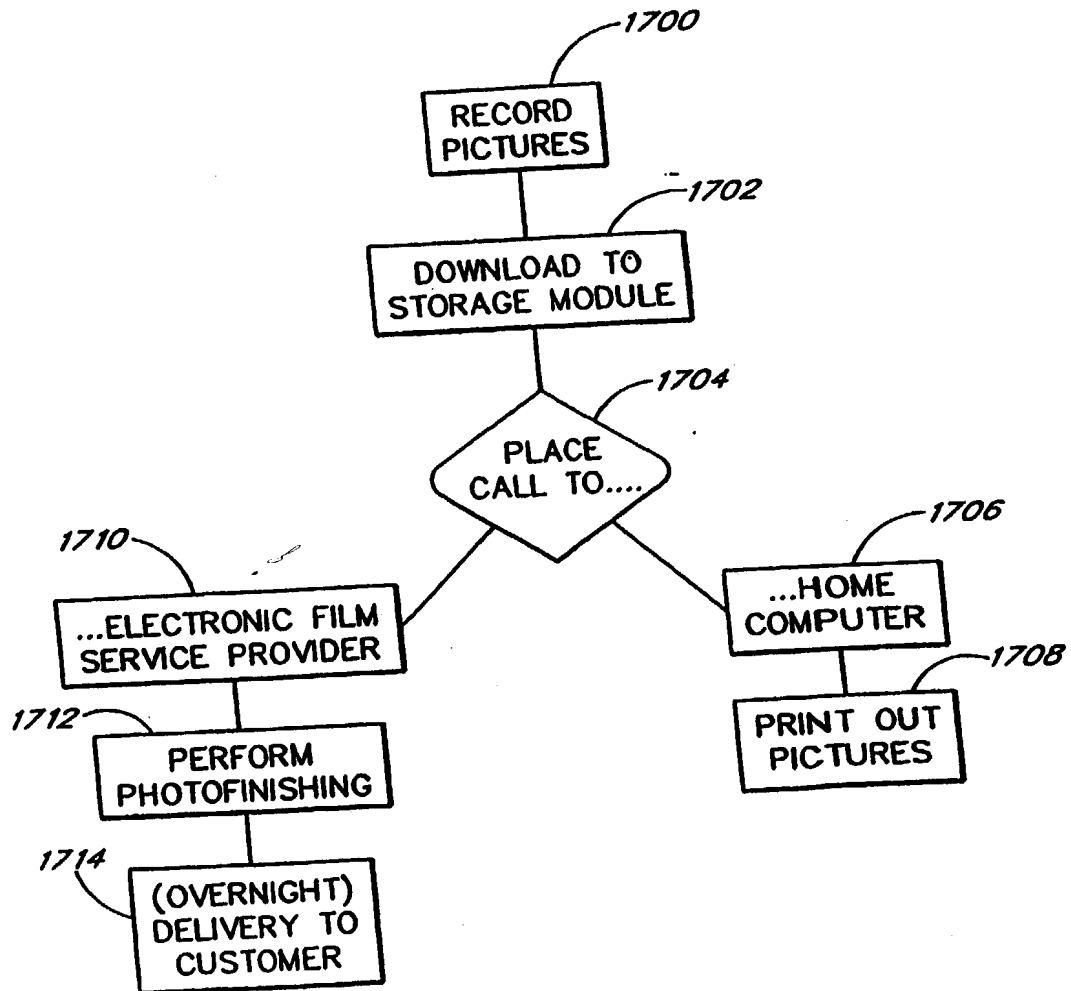 1700
RECORD
PICTURES
1702
DOWNLOAD TO
STORAGE MODULE
1704
PLACE
CALL TO....
1710
...ELECTRONIC FILM
SERVICE PROVIDER
1706
...HOME
COMPUTER
1712
PERFORM
PHOTOFINISHING
1708
PRINT OUT
PICTURES
1714
(OVERNIGHT)
DELIVERY TO
CUSTOMER